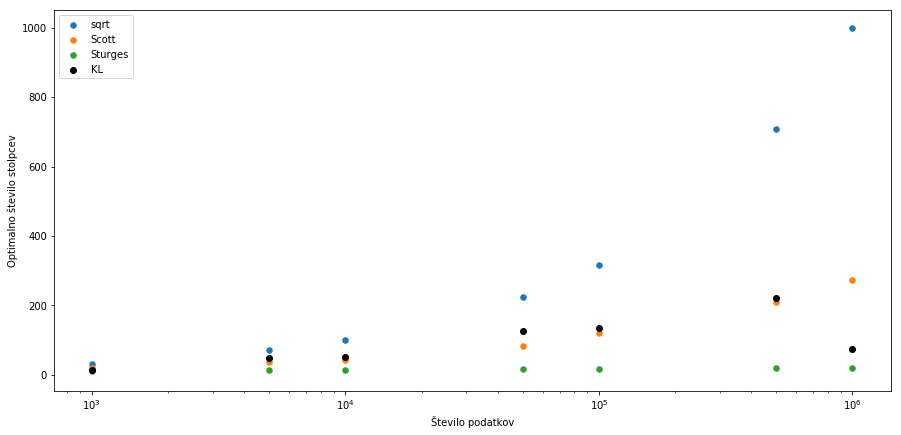 sqrt
Scott
Sturges
KL
1000
800
600
400
200
0
Optimalno število stolpcev
10³
10⁴
10⁵
10⁶
Število podatkov